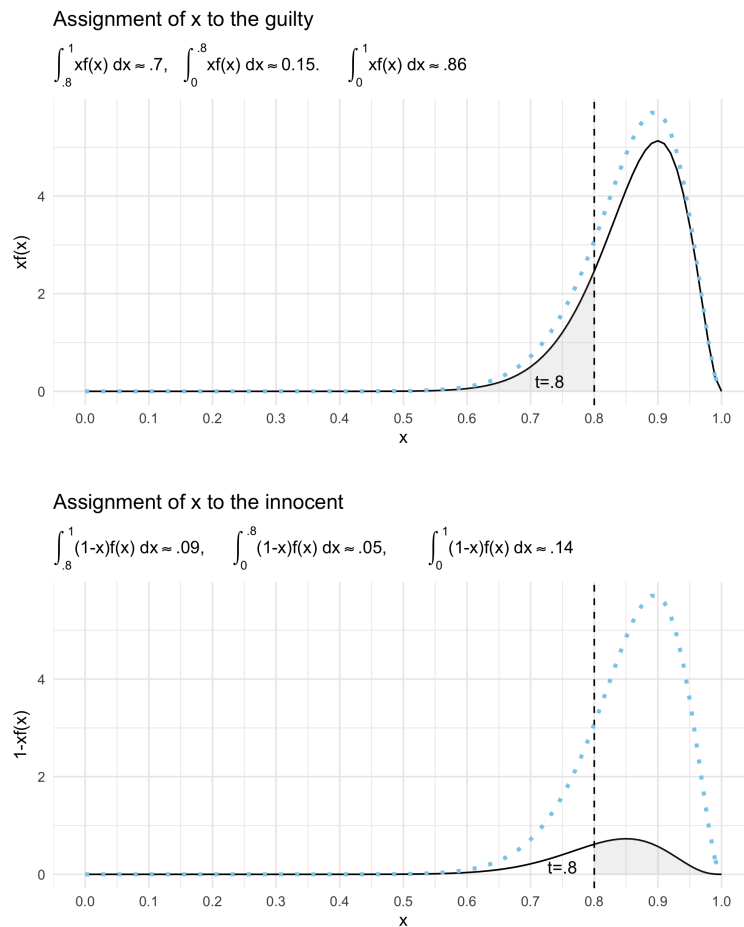 Assignment of x to the guilty
∫.8^1 xf(x) dx ≈ .7, ∫0^.8 xf(x) dx ≈ 0.15. ∫0^1 xf(x) dx ≈ .86
xf(x)
4
2
0
t=.8
0.0 0.1 0.2 0.3 0.4 0.5 0.6 0.7 0.8 0.9 1.0
x
Assignment of x to the innocent
∫.8^1 (1-x)f(x) dx ≈ .09, ∫0^.8 (1-x)f(x) dx ≈ .05, ∫0^1 (1-x)f(x) dx ≈ .14
1-xf(x)
4
2
0
t=.8
0.0 0.1 0.2 0.3 0.4 0.5 0.6 0.7 0.8 0.9 1.0
x